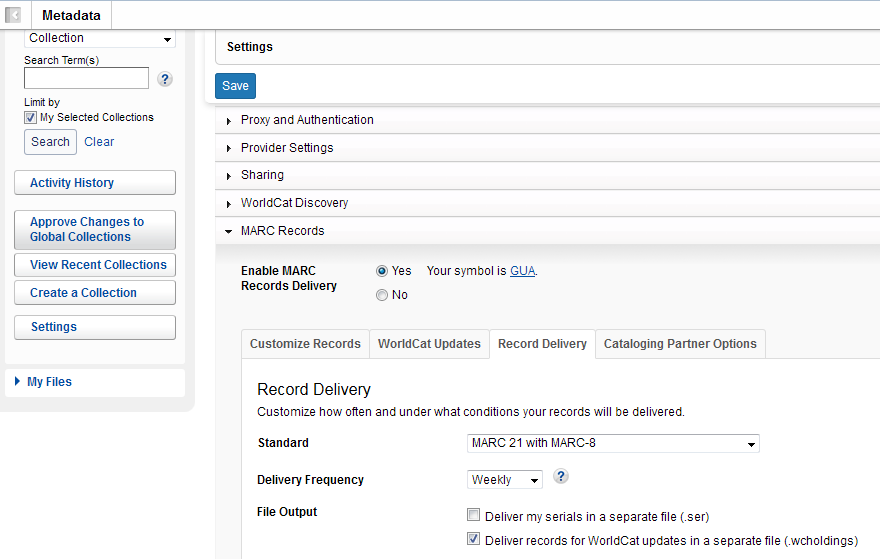 Metadata
Collection
Search Term(s)
?
Limit by
My Selected Collections
Search Clear
Activity History
Approve Changes to
Global Collections
View Recent Collections
Create a Collection
Settings
My Files
Settings
Save
Proxy and Authentication
Provider Settings
Sharing
WorldCat Discovery
MARC Records
Enable MARC
Records Delivery
Yes Your symbol is GUA.
No
Customize Records WorldCat Updates Record Delivery Cataloging Partner Options
Record Delivery
Customize how often and under what conditions your records will be delivered.
Standard MARC 21 with MARC-8
Delivery Frequency Weekly ?
File Output Deliver my serials in a separate file (.ser)
Deliver records for WorldCat updates in a separate file (.wcholdings)